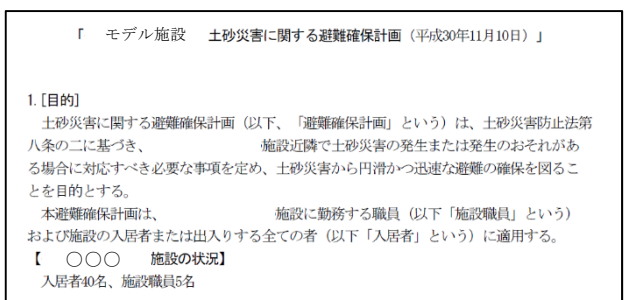 「　モデル施設　土砂災害に関する避難確保計画（平成30年11月10日）」
1. [目的]
　土砂災害に関する避難確保計画（以下、「避難確保計画」という）は、土砂災害防止法第
八条の二に基づき、　　　　　　　　施設近隣で土砂災害の発生または発生のおそれがあ
る場合に対応すべき必要な事項を定め、土砂災害から円滑かつ迅速な避難の確保を図るこ
とを目的とする。
　本避難確保計画は、　　　　　　　　施設に勤務する職員（以下「施設職員」という）
および施設の入居者または出入りする全ての者（以下「入居者」という）に適用する。
【　○○○　　施設の状況】
　入居者40名、施設職員5名